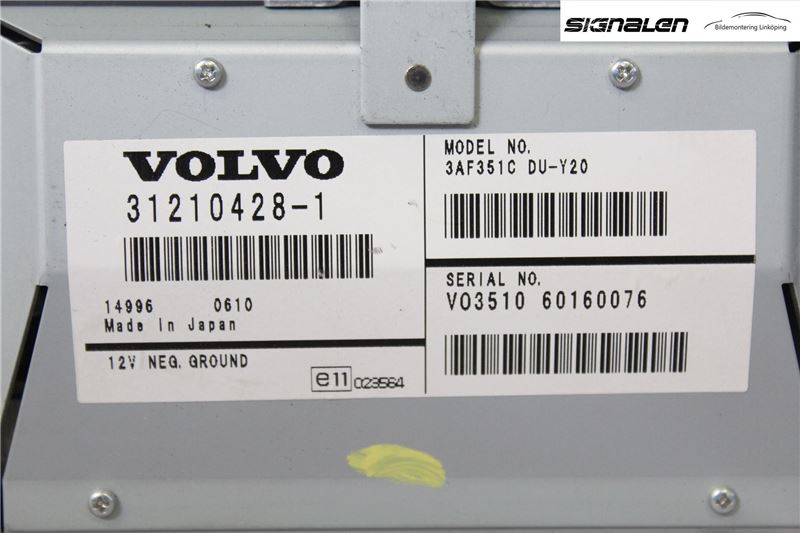 SIGNALEN
Bildemontering Linköping
VOLVO
31210428-1
14996 0610
Made In Japan
12V NEG. GROUND
e11 023564
MODEL NO.
3AF351C DU-Y20
SERIAL NO.
VO3510 60160076